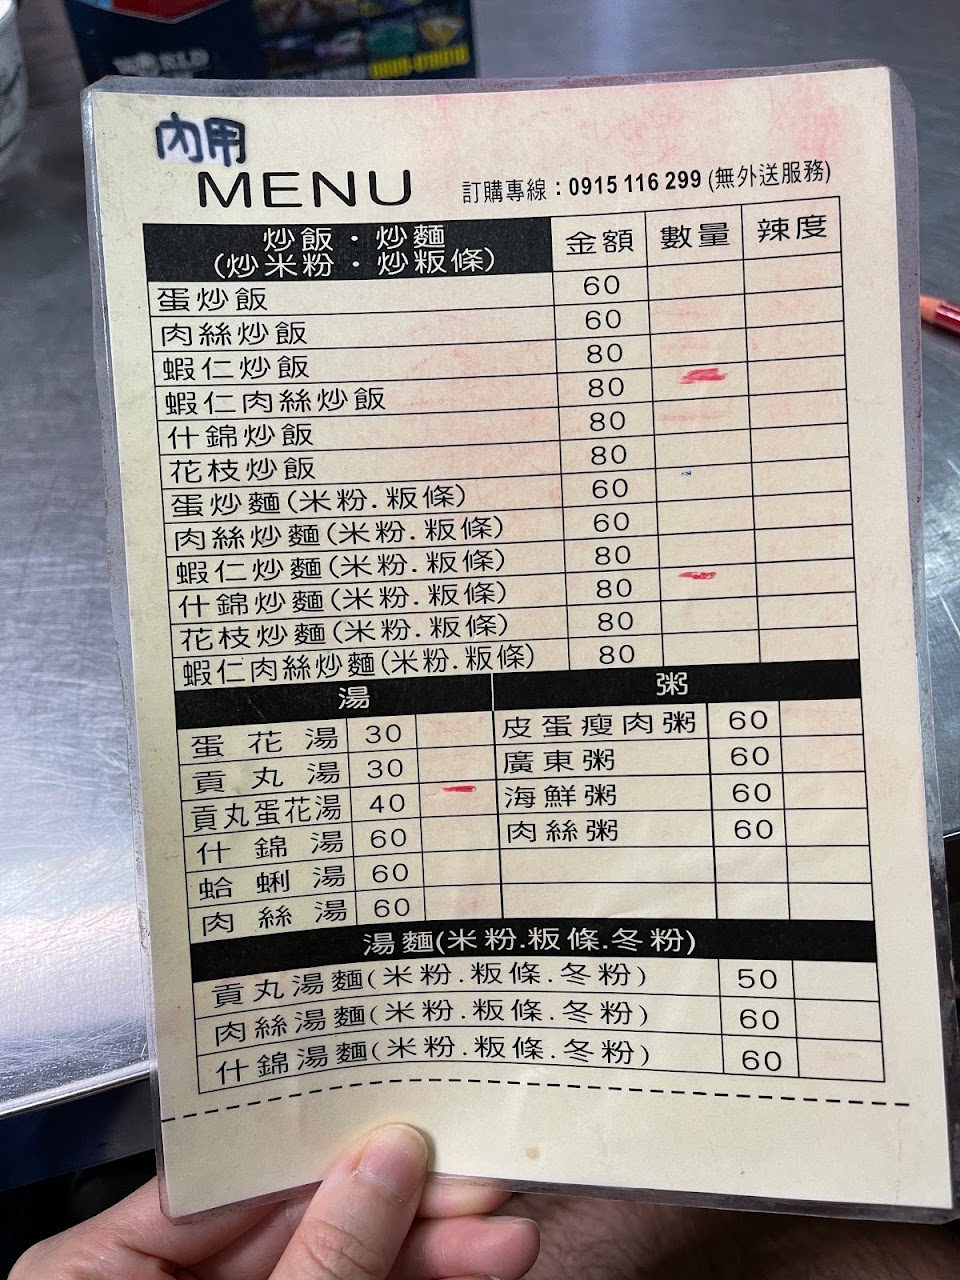 WORLD
內用
MENU 訂購專線：0915 116 299 (無外送服務)
炒飯．炒麵 金額 數量 辣度
(炒米粉．炒粄條)
蛋炒飯 60
肉絲炒飯 60
蝦仁炒飯 80
蝦仁肉絲炒飯 80
什錦炒飯 80
花枝炒飯 80
蛋炒麵(米粉.粄條) 60
肉絲炒麵(米粉.粄條) 60
蝦仁炒麵(米粉.粄條) 80
什錦炒麵(米粉.粄條) 80
花枝炒麵(米粉.粄條) 80
蝦仁肉絲炒麵(米粉.粄條) 80
湯 粥
蛋花湯 30 皮蛋瘦肉粥 60
貢丸湯 30 廣東粥 60
貢丸蛋花湯 40 海鮮粥 60
什錦湯 60 肉絲粥 60
蛤蜊湯 60
肉絲湯 60
湯麵(米粉.粄條.冬粉)
貢丸湯麵(米粉.粄條.冬粉) 50
肉絲湯麵(米粉.粄條.冬粉) 60
什錦湯麵(米粉.粄條.冬粉) 60